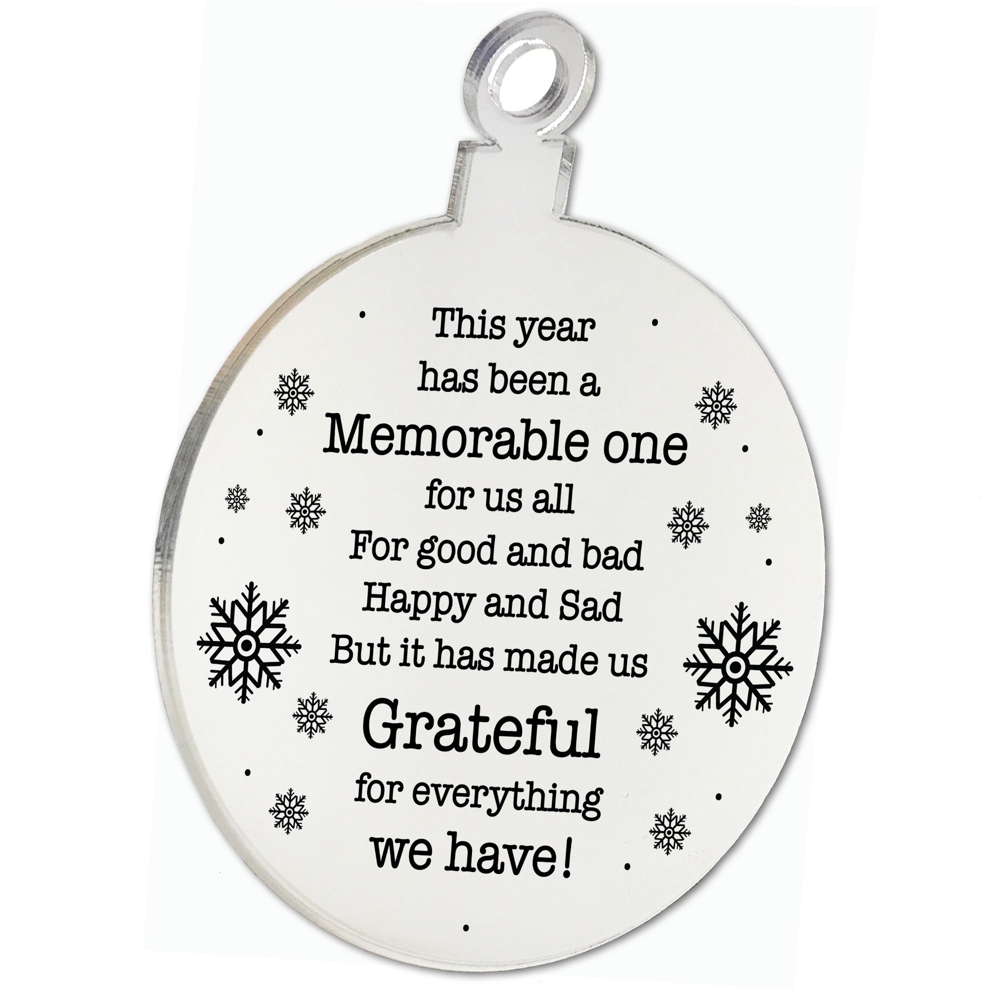 This year
has been a
Memorable one
for us all
For good and bad
Happy and Sad
But it has made us
Grateful
for everything
we have!